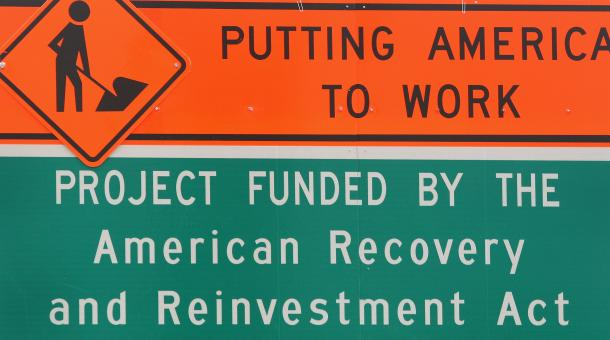 PUTTING AMERICA
TO WORK
PROJECT FUNDED BY THE
American Recovery
and Reinvestment Act